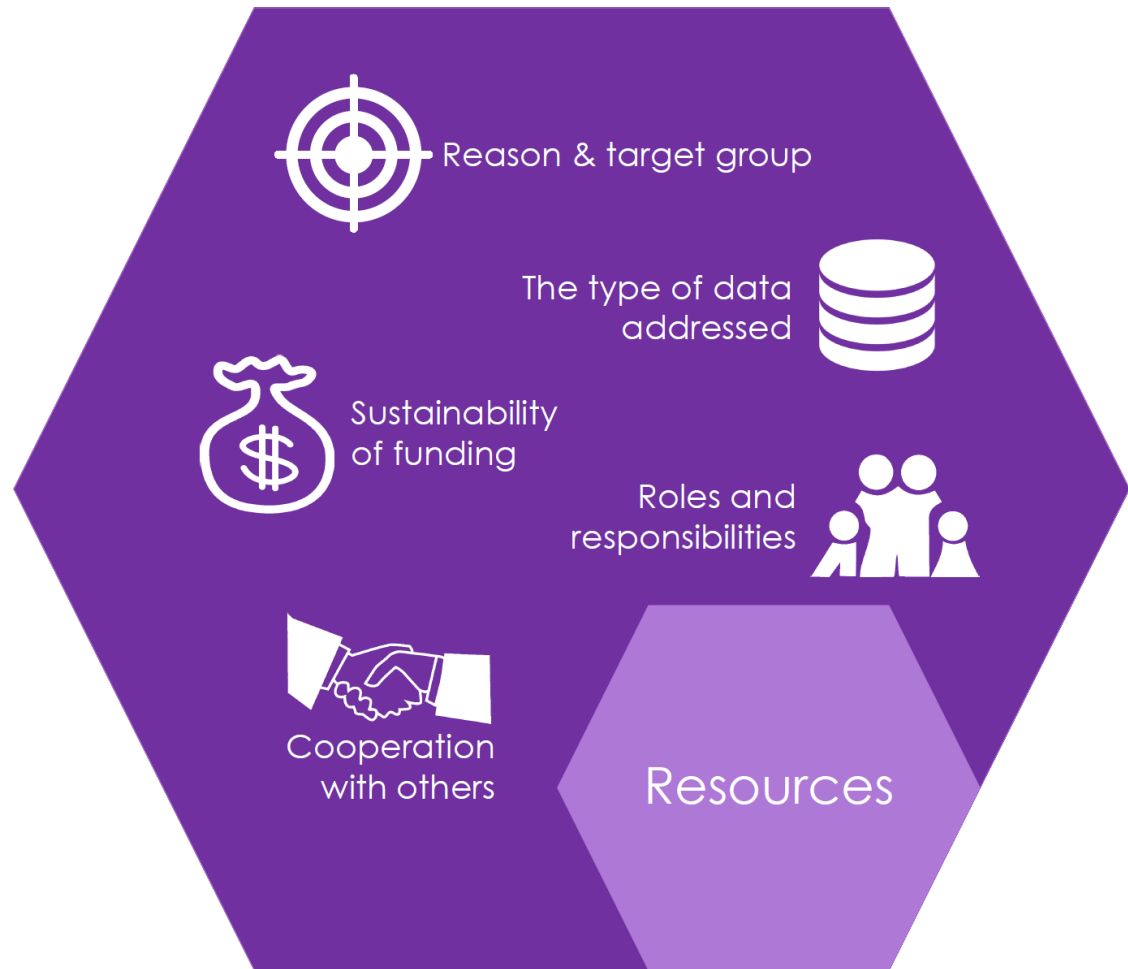 Reason & target group
The type of data
addressed
Sustainability
of funding
Roles and
responsibilities
Cooperation
with others
Resources